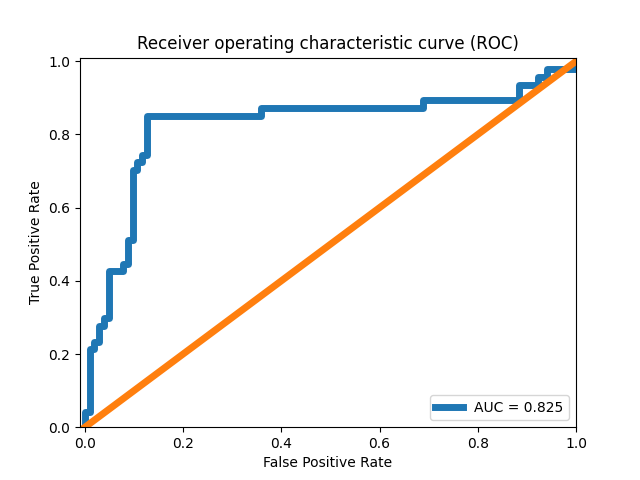 Receiver operating characteristic curve (ROC)
True Positive Rate
1.0
0.8
0.6
0.4
0.2
0.0
0.0 0.2 0.4 0.6 0.8 1.0
False Positive Rate
AUC = 0.825